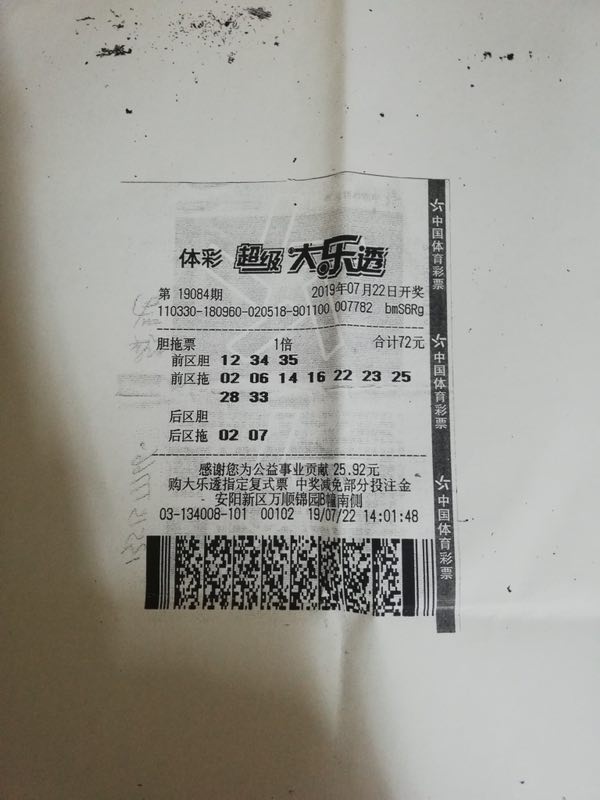 体彩 超级大乐透
第 19084期 2019年07月22日开奖
110330-180960-020518-901100 007782 bmS6Rg
胆拖票 1倍 合计72元
前区胆 12 34 35
前区拖 02 06 14 16 22 23 25
28 33
后区胆
后区拖 02 07
感谢您为公益事业贡献 25.92元
购大乐透指定复式票 中奖减免部分投注金
安阳新区万顺锦园B幢南侧
03-134008-101 00102 19/07/22 14:01:48
中国体育彩票
中国体育彩票
中国体育彩票